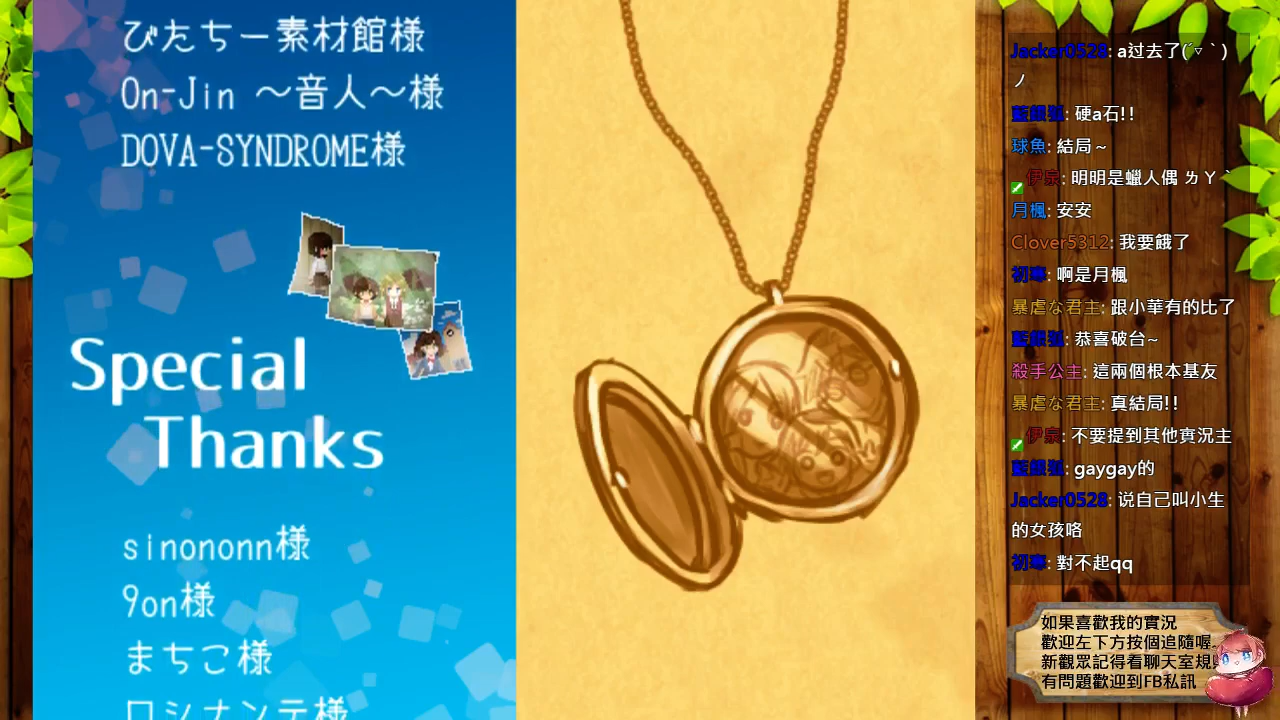 びたちー素材館様
On-Jin ～音人～様
DOVA-SYNDROME様
Special
Thanks
sinononn様
9on様
まちこ様
ロシナンテ様
Jacker0528: a过去了(´▽｀)
ノ
藍銀狐: 硬a石!!
球魚: 結局～
伊泉: 明明是蠟人偶 ㄌㄚˋ
月楓: 安安
Clover5312: 我要餓了
初專: 啊是月楓
暴虐な君主: 跟小華有的比了
藍銀狐: 恭喜破台~
殺手公主: 這兩個根本基友
暴虐な君主: 真結局!!
伊泉: 不要提到其他實況主
藍銀狐: gaygay的
Jacker0528: 说自己叫小生
的女孩咯
初專: 對不起qq
如果喜歡我的實況
歡迎左下方按個追隨喔
新觀眾記得看聊天室規
有問題歡迎到FB私訊